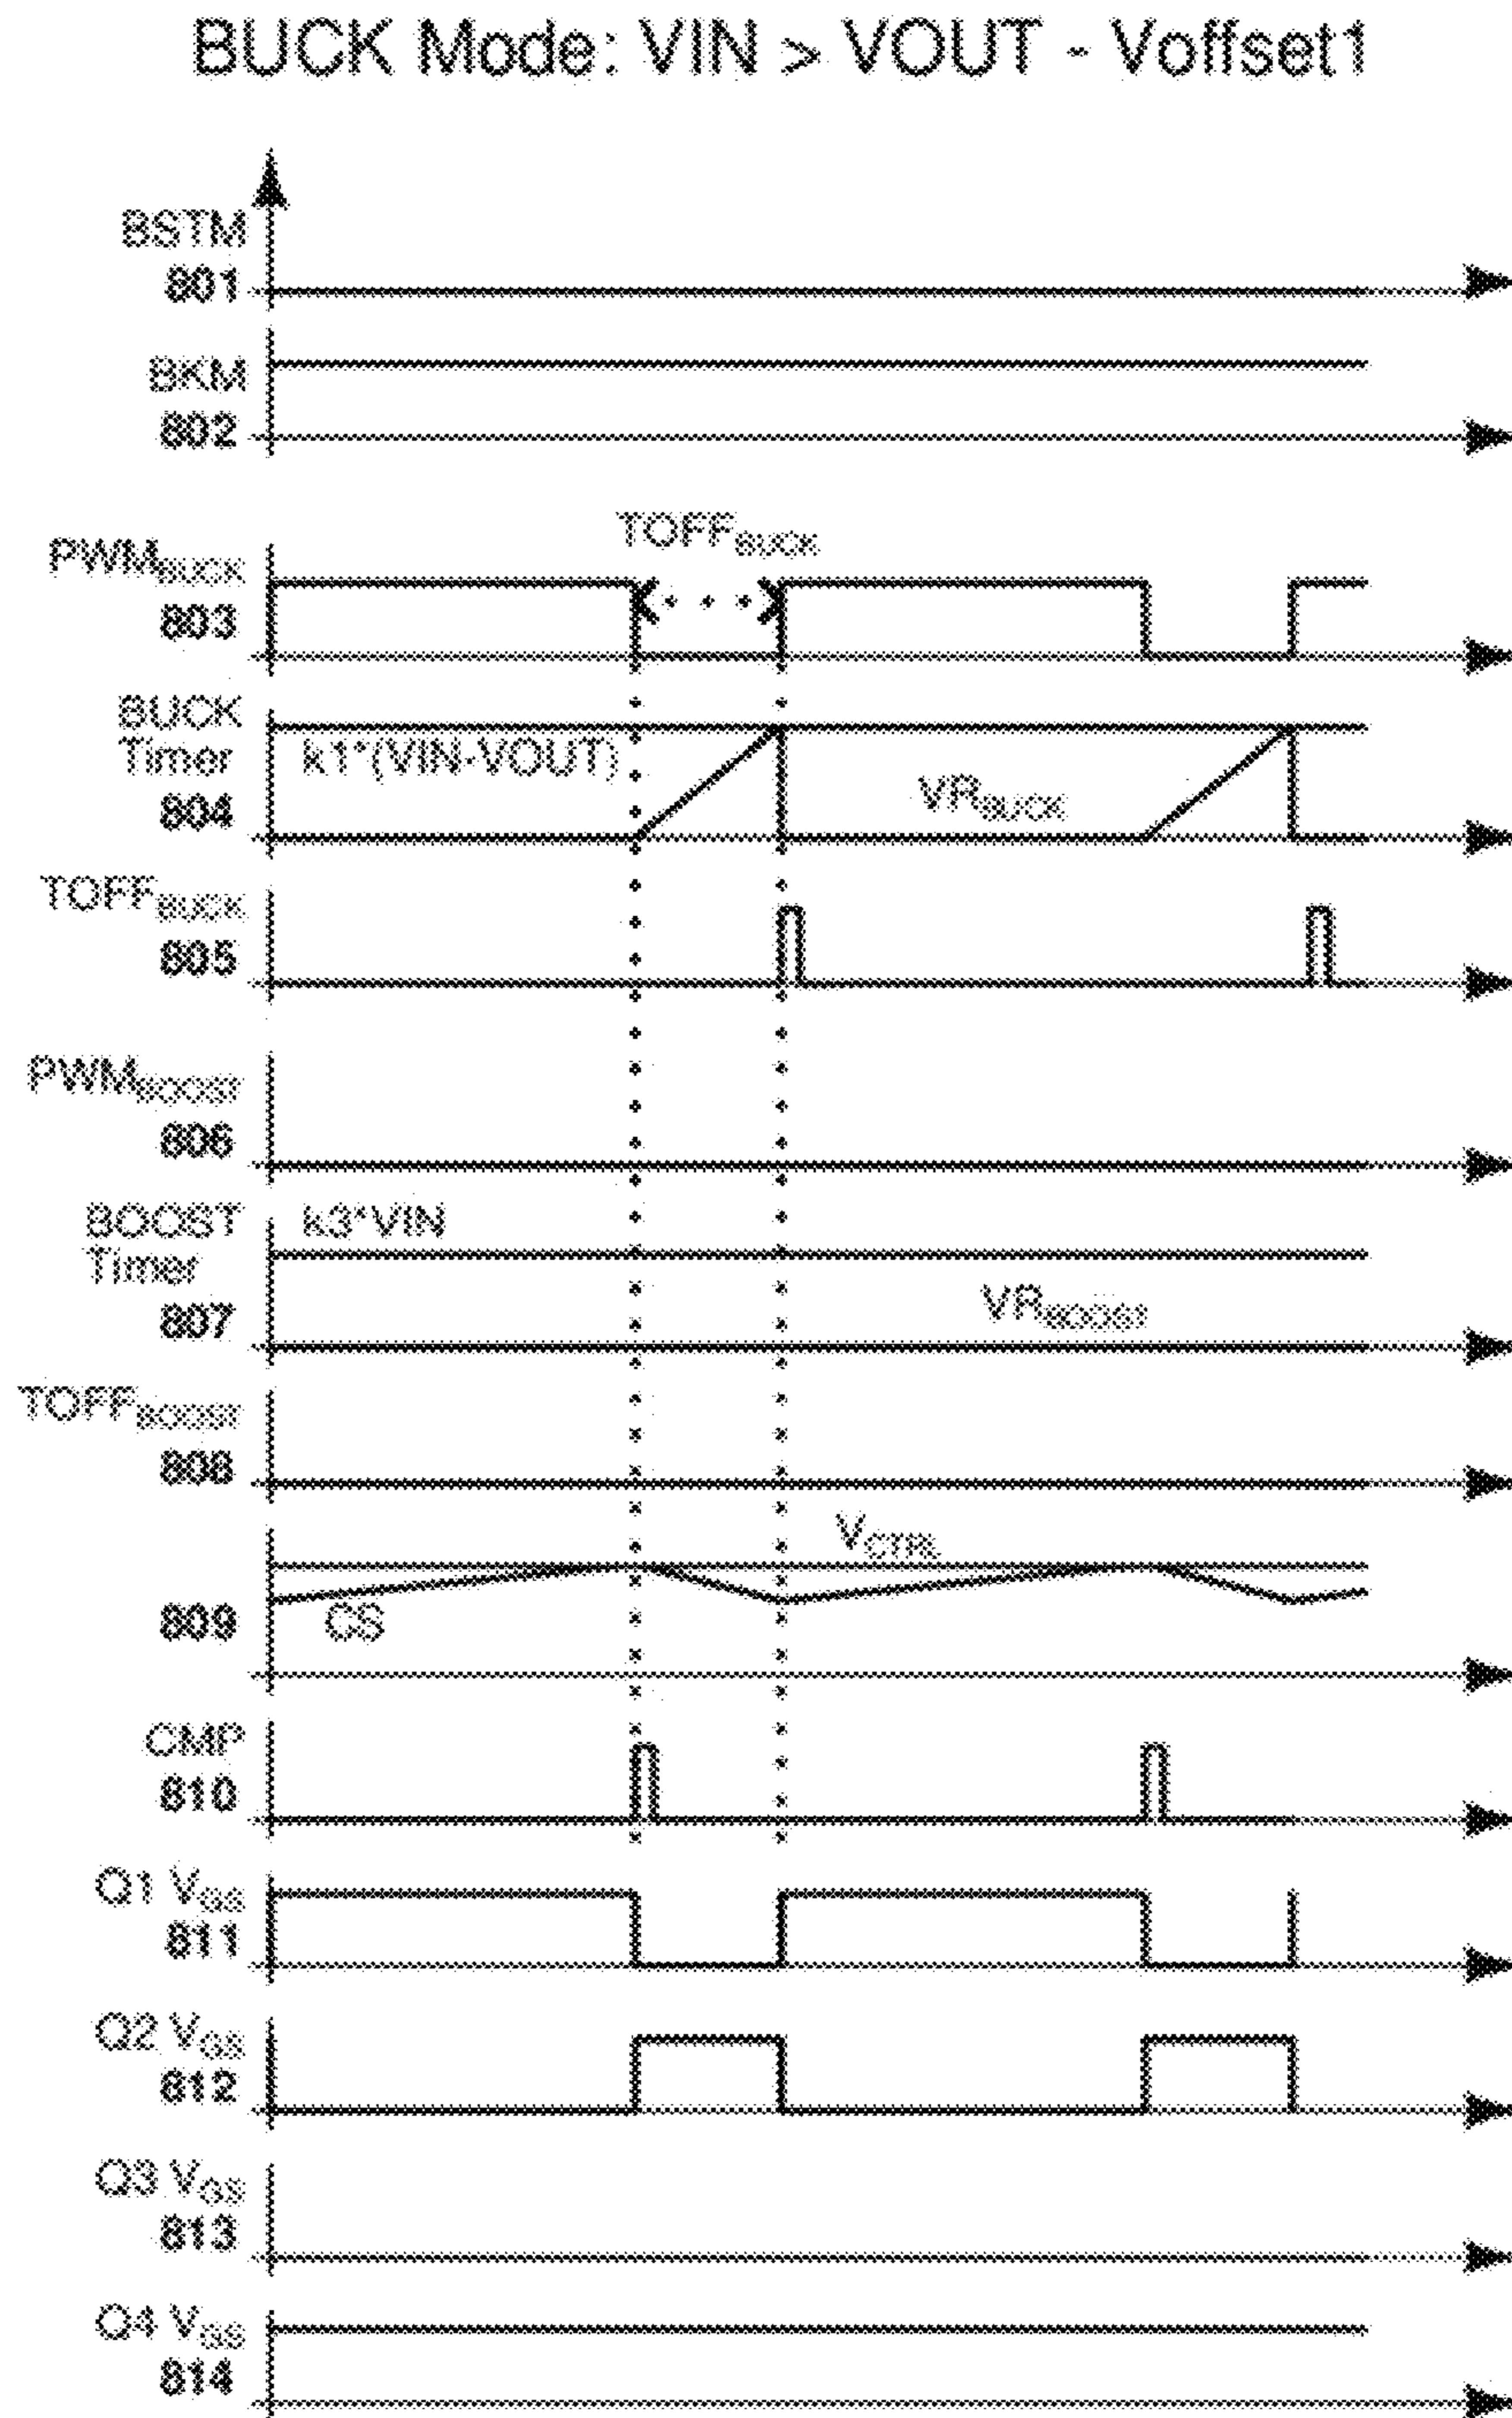 BUCK Mode: VIN > VOUT - Voffset1
BSTM
801
BKM
802
TOFFBUCK
PWMBUCK
803
BUCK
Timer
804
k1*(VIN-VOUT)
VRBUCK
TOFFBUCK
805
PWMBOOST
806
BOOST
Timer
807
k3*VIN
VRBOOST
TOFFBOOST
808
VCTRL
809
CS
CMP
810
Q1 VGS
811
Q2 VGS
812
Q3 VGS
813
Q4 VGS
814